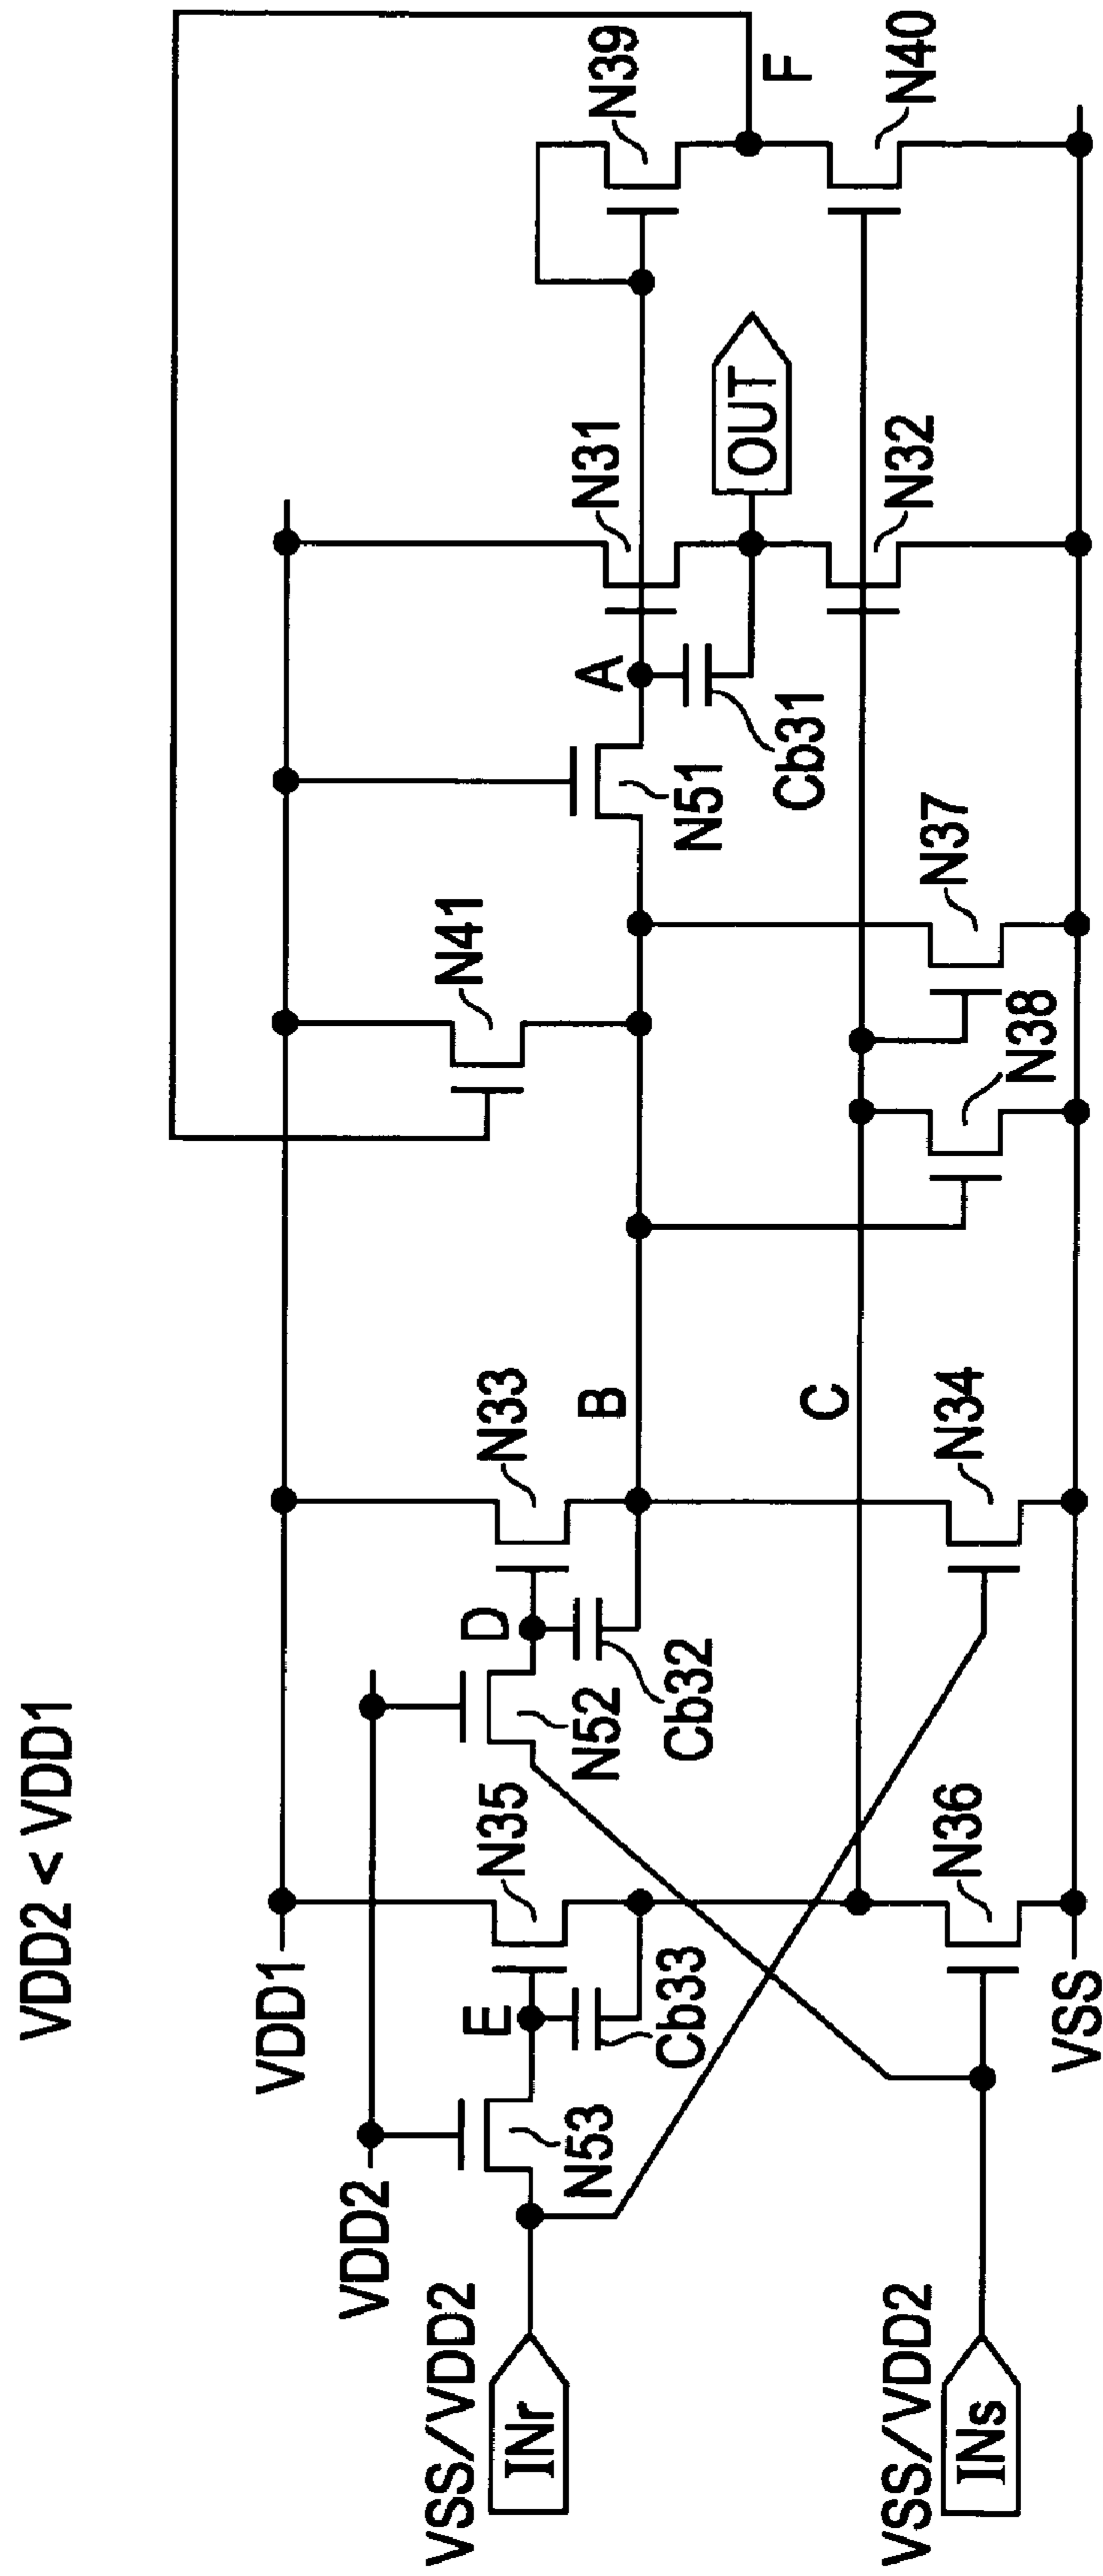 VDD2 < VDD1
VDD1
VDD2
VSS/VDD2
INr
VSS/VDD2
INs
VSS
N53
E
Cb33
N35
N36
N52
D
Cb32
N33
N34
B
C
N41
N38
N37
N51
A
Cb31
N31
OUT
N32
N39
F
N40